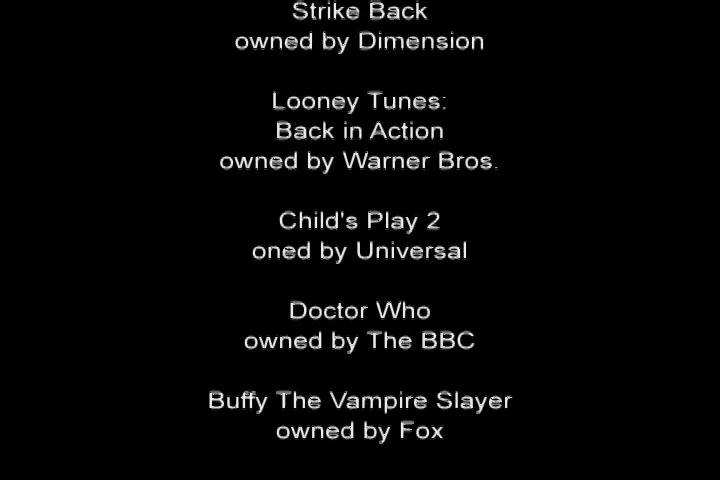 Strike Back
owned by Dimension
Looney Tunes:
Back in Action
owned by Warner Bros.
Child's Play 2
oned by Universal
Doctor Who
owned by The BBC
Buffy The Vampire Slayer
owned by Fox